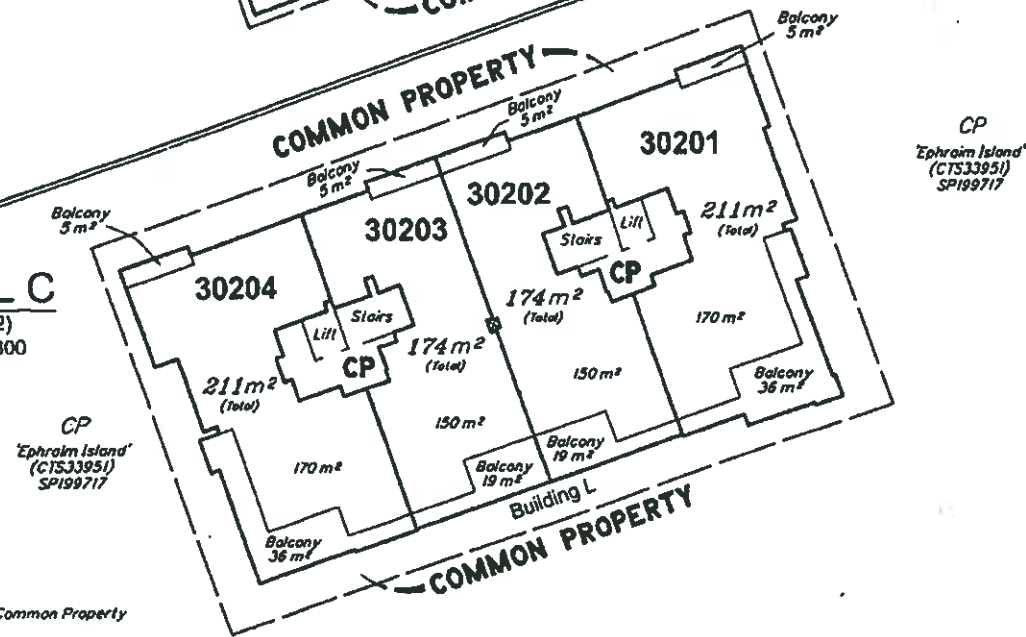 Balcony
5 m²
COMMON PROPERTY
Balcony
5 m²
Balcony
5 m²
Balcony
5 m²
30201
30202
30203
30204
CP
'Ephraim Island'
(CTS33951)
SP199717
Stairs
Lift
CP
211m²
(Total)
174m²
(Total)
170 m²
150 m²
Balcony
36 m²
Lift
Stairs
CP
174m²
(Total)
211m²
(Total)
150 m²
170 m²
Balcony
19 m²
Balcony
19 m²
Balcony
36 m²
Building L
COMMON PROPERTY
C
CP
'Ephraim Island'
(CTS33951)
SP199717
Common Property